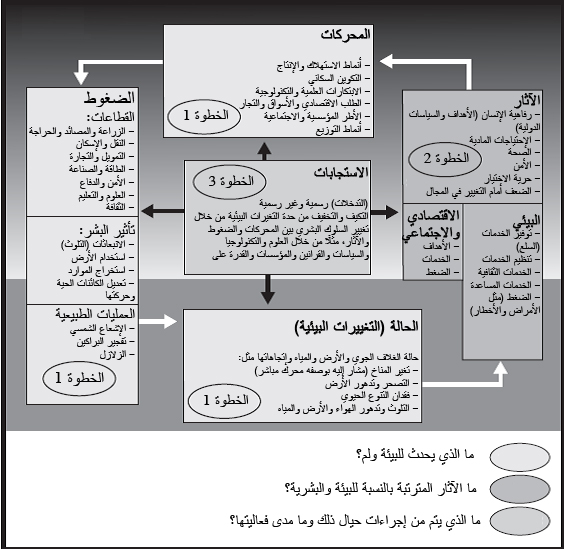 المحركات
– أنماط الاستهلاك والإنتاج
– التكوين السكاني
– الابتكارات العلمية والتكنولوجية
– الطلب الاقتصادي والأسواق والتجار
– الأطر المؤسسية والاجتماعية
– أنماط التوزيع
الخطوة 1
الضغوط
القطاعات:
– الزراعة والمصائد والحراجة
– النقل والإسكان
– التمويل والتجارة
– الطاقة والصناعة
– الأمن والدفاع
– العلوم والتعليم
– الثقافة
تأثير البشر:
– الانبعاثات (التلوث)
– استخدام الأرض
– استخراج الموارد
– تعديل الكائنات الحية
وحركتها
العمليات الطبيعية
– الإشعاع الشمسي
– تفجير البراكين
– الزلازل
الخطوة 1
الاستجابات
الخطوة 3
(التدخلات) رسمية وغير رسمية
التكيف والتخفيف من حدة التغيرات البيئية من خلال
تغيير السلوك البشري بين المحركات والضغوط
والآثار، مثلًا من خلال العلوم والتكنولوجيا
والسياسات والقرانين والمؤسسات والقدرة على
الآثار
– رفاهية الإنسان (الأهداف والسياسات
الدولية)
– الإحتياجات المادية
– الصحة
– الأمن
– حرية الاختيار
– الضعف أمام التغيير في المجال
الخطوة 2
البيئي
– توفير الخدمات
(السلع)
– تنظيم الخدمات
– الخدمات الثقافية
– الخدمات المساعدة
– الضغط (مثل
الأمراض والأخطار)
الاقتصادي
والإجتماعي
– الأهداف
– الخدمات
– الضغط
الحالة (التغييرات البيئية)
حالة الغلاف الجوي والأرض والمياه وإتجاهاتها مثل:
– تغير المناخ (مشار إليه بوصفه محرك مباشر)
– التصحر وتدهور الأرض
– فقدان التنوع الحيوي
– التلوث وتدهور الهواء والأرض والمياه
الخطوة 1
ما الذي يحدث للبيئة ولم؟
ما الآثار المترتبة بالنسبة للبيئة والبشرية؟
ما الذي يتم من إجراءات حيال ذلك وما مدى فعاليتها؟